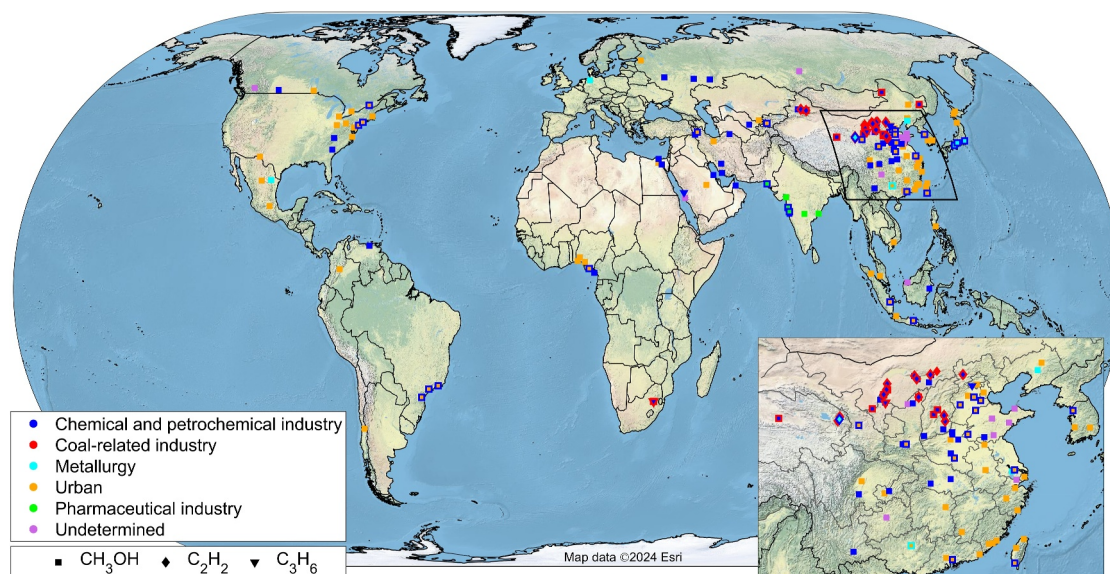 Chemical and petrochemical industry
Coal-related industry
Metallurgy
Urban
Pharmaceutical industry
Undetermined
CH₃OH C₂H₂ C₃H₆
Map data ©2024 Esri